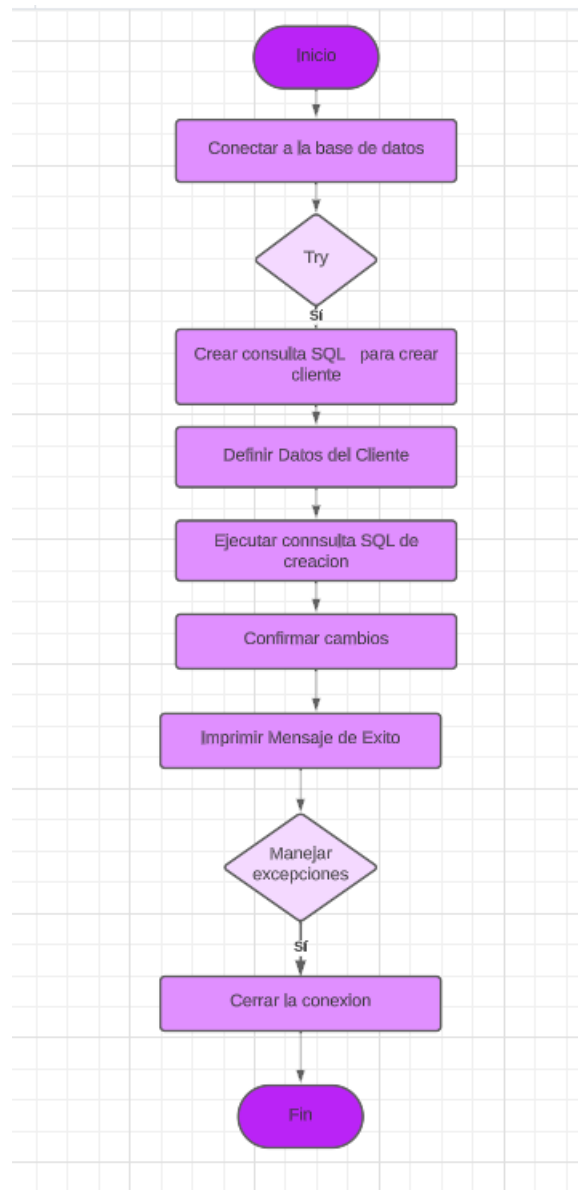 Inicio
Conectar a la base de datos
Try
Sí
Crear consulta SQL para crear
cliente
Definir Datos del Cliente
Ejecutar connsulta SQL de
creacion
Confirmar cambios
Imprimir Mensaje de Exito
Manejar
excepciones
Sí
Cerrar la conexion
Fin